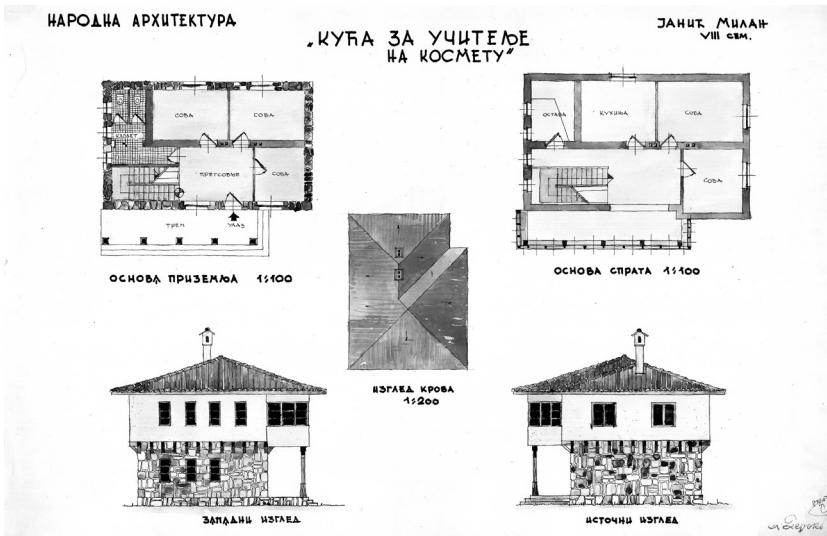 НАРОДНА АРХИТЕКТУРА
„КУЋА ЗА УЧИТЕЉЕ
НА КОСМЕТУ“
ЈАНИЋ МИЛАН
VIII СЕМ.
СОБА
СОБА
КЛОЗЕТ
ПРЕТСОБЉЕ
СОБА
ТРЕМ
УЛАЗ
ОСНОВА ПРИЗЕМЉА 1:100
ОСТАВА
КУХИЊА
СОБА
СОБА
ОСНОВА СПРАТА 1:100
ИЗГЛЕД КРОВА
1:200
ЗАПАДНИ ИЗГЛЕД
ИСТОЧНИ ИЗГЛЕД